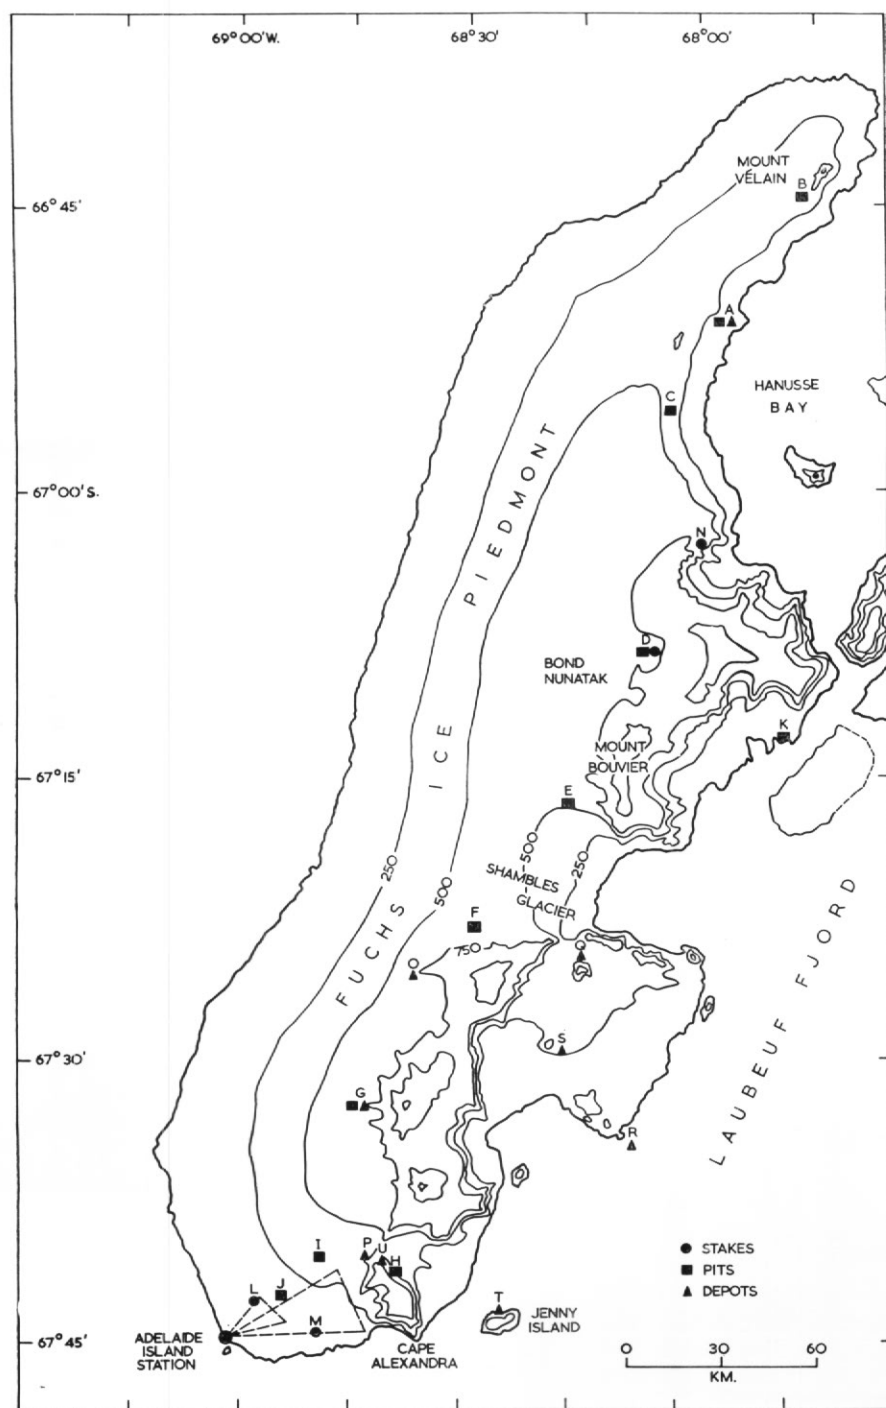 69°00'W.
68°30'
68°00'
MOUNT
VÉLAIN
B
66°45'
A
HANUSSE
BAY
C
67°00'S.
PIEDMONT
N
D
BOND
NUNATAK
K
MOUNT
BOUVIER
ICE
67°15'
E
500
250
250
SHAMBLES
GLACIER
500
F
FUCHS
750
O
Q
LAUBEUF FJORD
S
67°30'
G
R
I
P
U
H
STAKES
PITS
DEPOTS
L
J
T
M
JENNY
ISLAND
ADELAIDE
ISLAND
STATION
67°45'
CAPE
ALEXANDRA
0 30 60
KM.